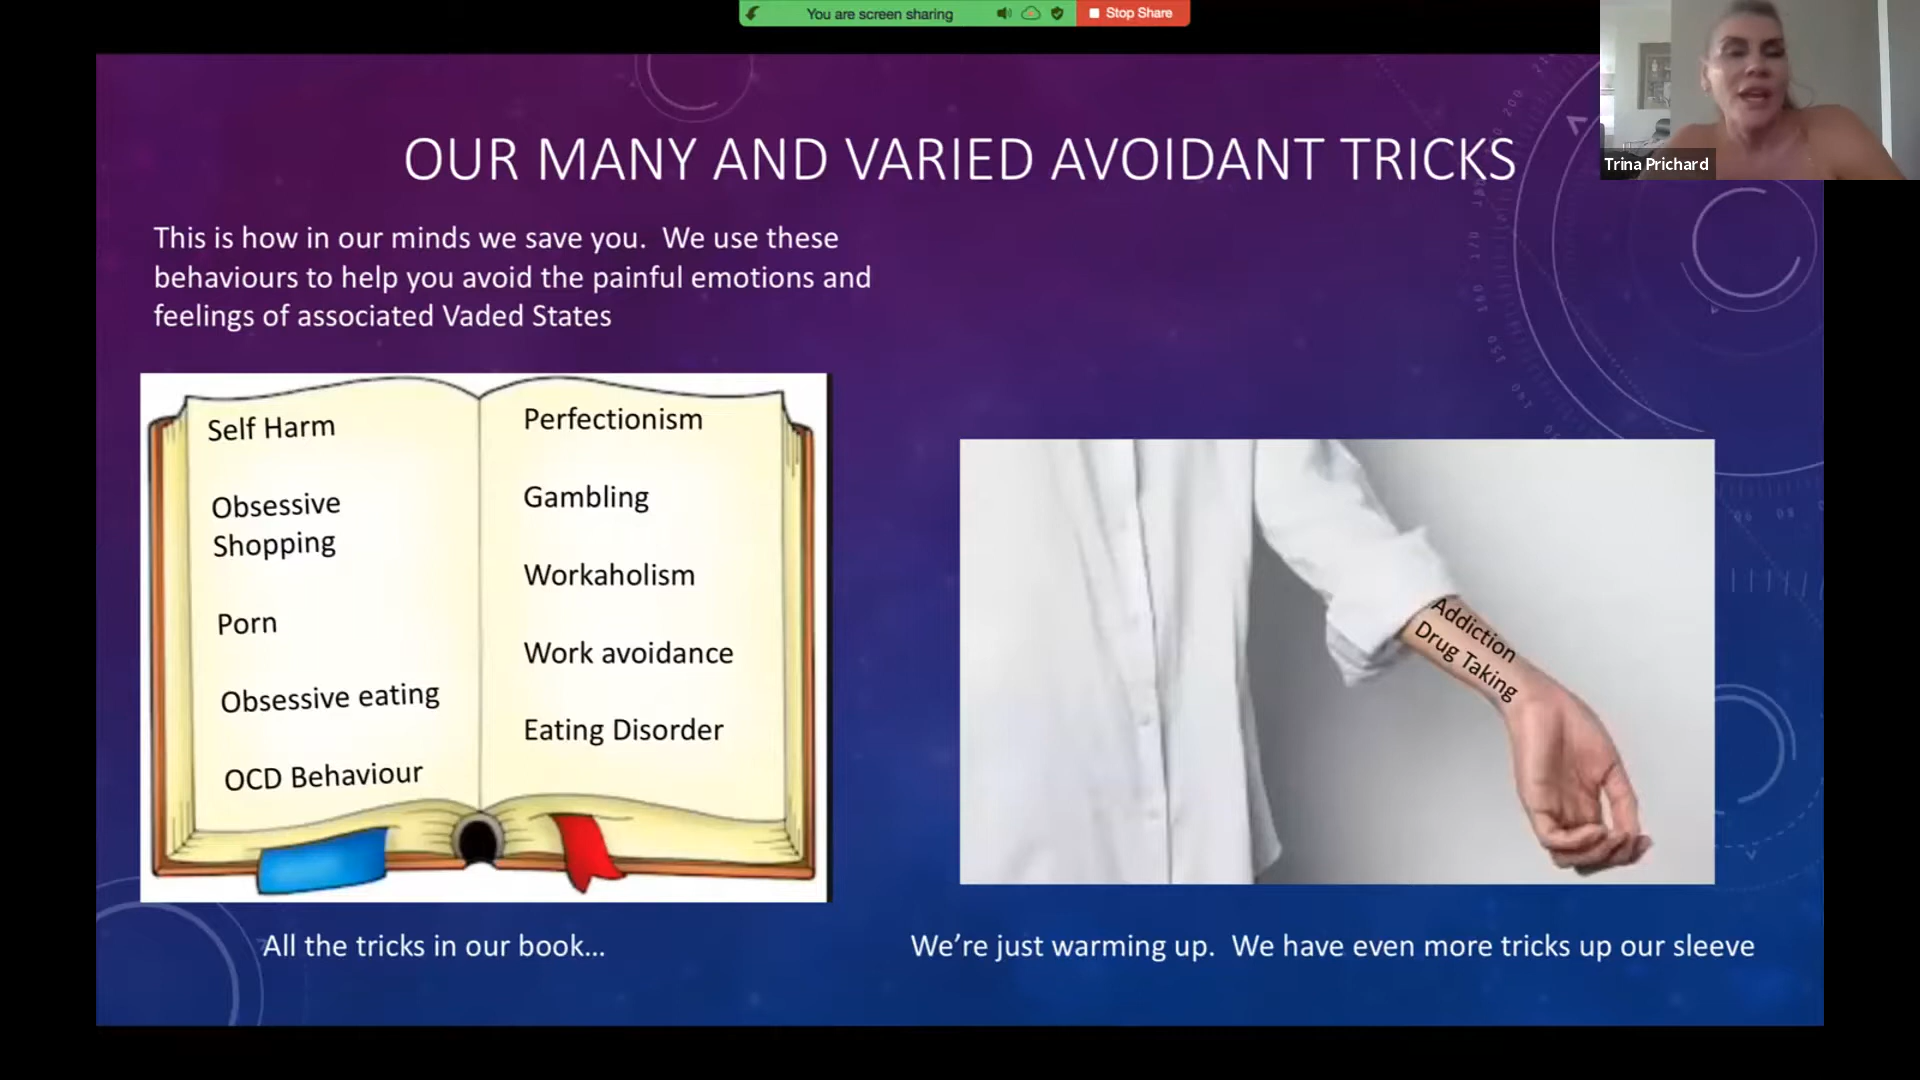 You are screen sharing
Stop Share
Trina Prichard
OUR MANY AND VARIED AVOIDANT TRICKS
This is how in our minds we save you.  We use these
behaviours to help you avoid the painful emotions and
feelings of associated Vaded States
Self Harm
Obsessive
Shopping
Porn
Obsessive eating
OCD Behaviour
Perfectionism
Gambling
Workaholism
Work avoidance
Eating Disorder
Addiction
Drug Taking
All the tricks in our book...
We’re just warming up.  We have even more tricks up our sleeve